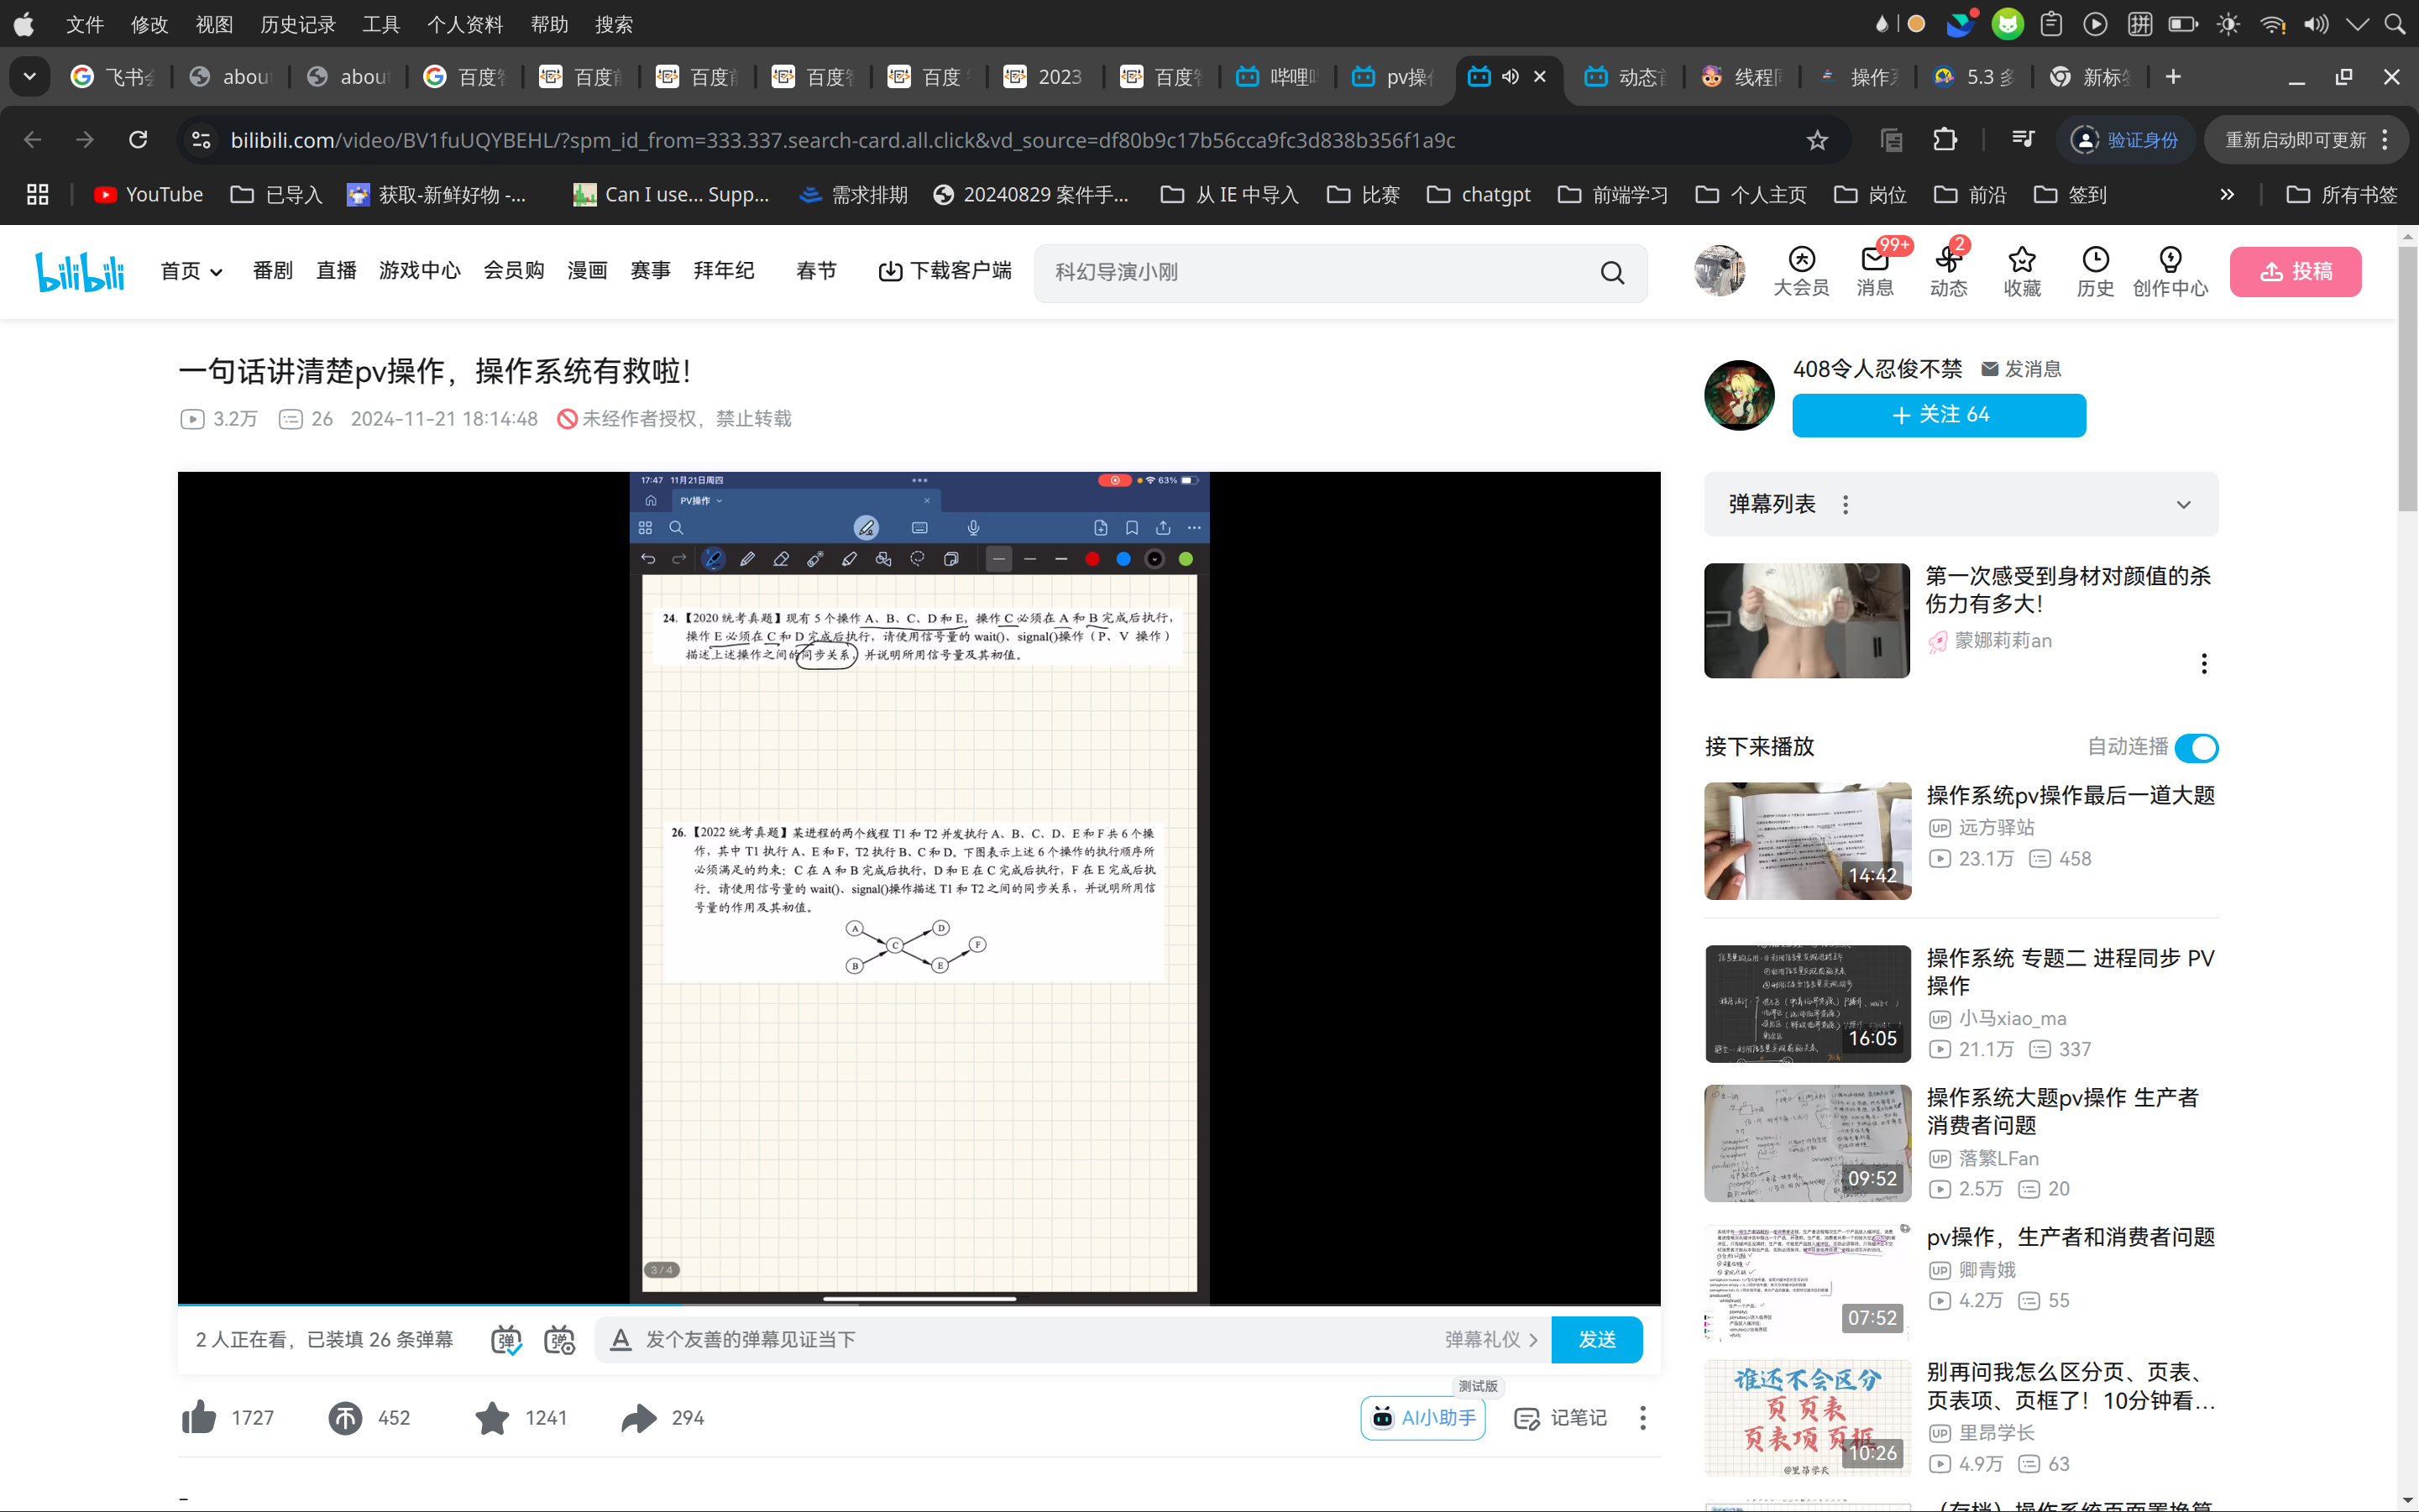 文件 修改 视图 历史记录 工具 个人资料 帮助 搜索
飞书 abou abou 百度 百度 百度 百度 百度 2023 百度 哔哩 pv操 动态 线程 操作 5.3 多 新标
bilibili.com/video/BV1fuUQYBEHL/?spm_id_from=333.337.search-card.all.click&vd_source=df80b9c17b56cca9fc3d838b356f1a9c
验证身份
重新启动即可更新
YouTube 已导入 获取-新鲜好物 -... Can I use... Supp... 需求排期 20240829 案件手... 从 IE 中导入 比赛 chatgpt 前端学习 个人主页 岗位 前沿 签到 » 所有书签
bilibili 首页 番剧 直播 游戏中心 会员购 漫画 赛事 拜年纪 春节 下载客户端
科幻导演小刚
大会员 99+ 消息 2 动态 收藏 历史 创作中心 投稿
一句话讲清楚pv操作，操作系统有救啦！
3.2万 26 2024-11-21 18:14:48 未经作者授权，禁止转载
17:47 11月21日周四
63%
PV操作
24.【2020 统考真题】现有 5 个操作 A、B、C、D 和 E，操作 C 必须在 A 和 B 完成后执行，
操作 E 必须在 C 和 D 完成后执行，请使用信号量的 wait()、signal()操作（P、V 操作）
描述上述操作之间的同步关系，并说明所用信号量及其初值。
26.【2022 统考真题】某进程的两个线程 T1 和 T2 并发执行 A、B、C、D、E 和 F 共 6 个操
作，其中 T1 执行 A、E 和 F，T2 执行 B、C 和 D。下图表示上述 6 个操作的执行顺序所
必须满足的约束：C 在 A 和 B 完成后执行，D 和 E 在 C 完成后执行，F 在 E 完成后执
行。请使用信号量的 wait()、signal()操作描述 T1 和 T2 之间的同步关系，并说明所用信
号量的作用及其初值。
A D
C F
B E
3 / 4
2 人正在看，已装填 26 条弹幕
弹 弹
发个友善的弹幕见证当下
弹幕礼仪
发送
1727 452 1241 294
测试版
AI小助手
记笔记
408令人忍俊不禁 发消息
+ 关注 64
弹幕列表
第一次感受到身材对颜值的杀
伤力有多大！
蒙娜莉莉an
接下来播放 自动连播
14:42
操作系统pv操作最后一道大题
UP 远方驿站
23.1万 458
16:05
操作系统 专题二 进程同步 PV
操作
UP 小马xiao_ma
21.1万 337
09:52
操作系统大题pv操作 生产者
消费者问题
UP 落繁LFan
2.5万 20
07:52
pv操作，生产者和消费者问题
UP 卿青娥
4.2万 55
谁还不会区分
页 页表
页表项 页框
@里昂学长
10:26
别再问我怎么区分页、页表、
页表项、页框了！10分钟看...
UP 里昂学长
4.9万 63
（存档）操作系统页面置换算